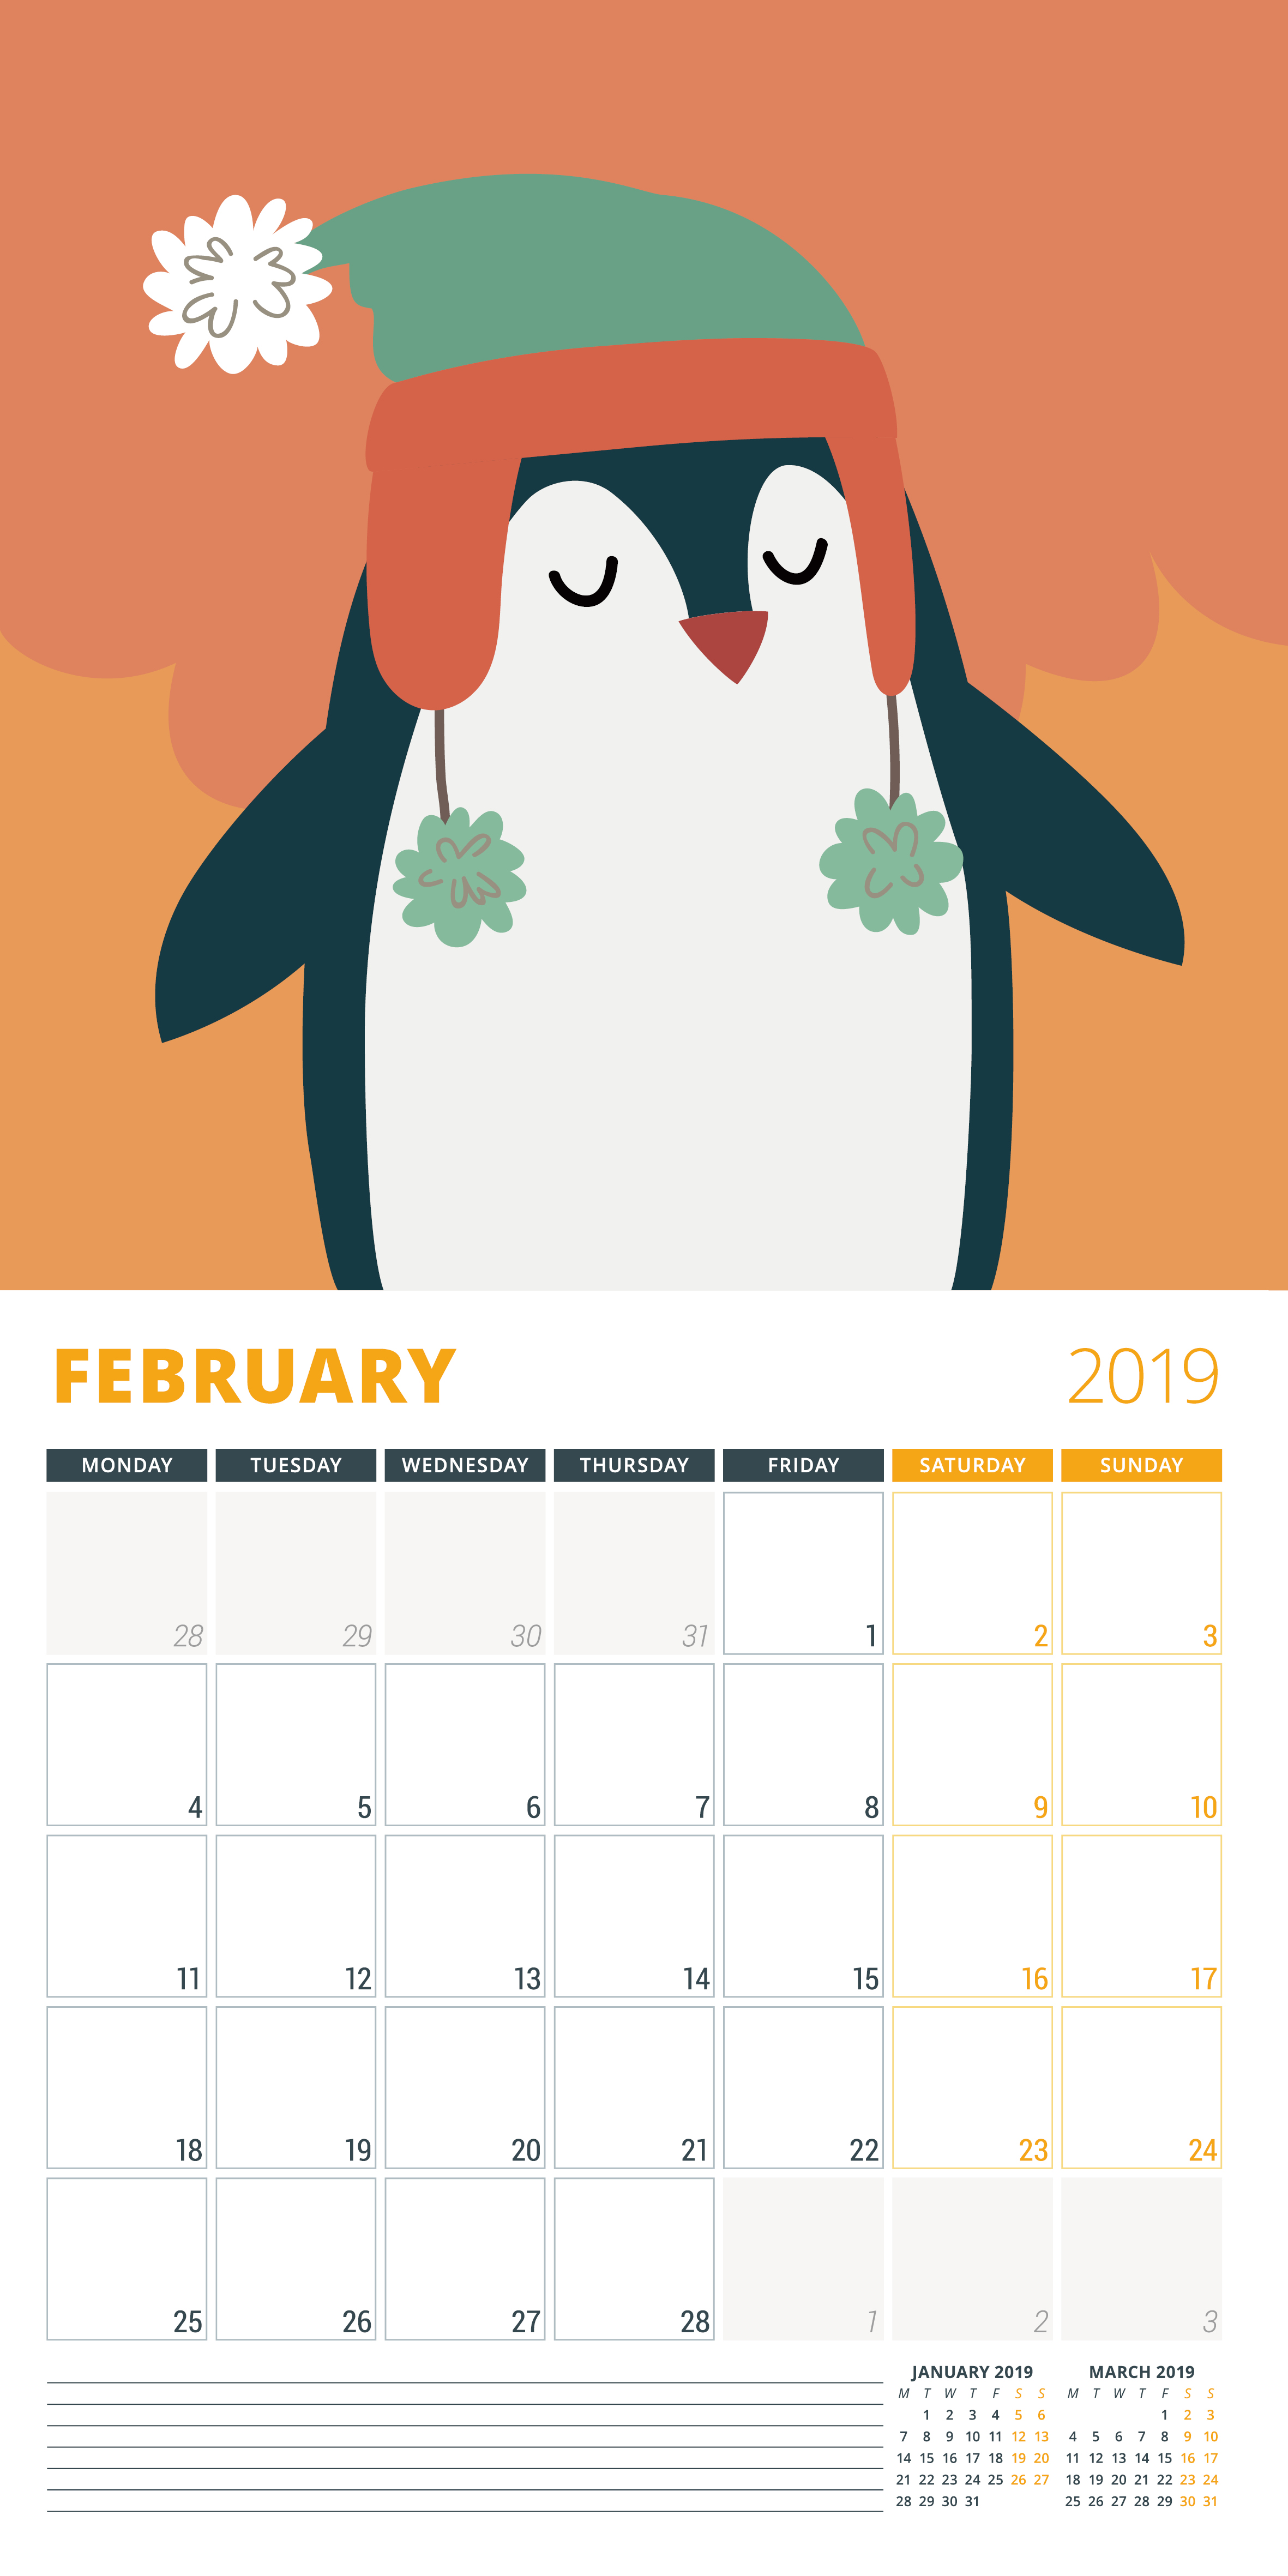 FEBRUARY 2019
MONDAY TUESDAY WEDNESDAY THURSDAY FRIDAY SATURDAY SUNDAY
28 29 30 31 1 2 3
4 5 6 7 8 9 10
11 12 13 14 15 16 17
18 19 20 21 22 23 24
25 26 27 28 1 2 3
JANUARY 2019
M T W T F S S
1 2 3 4 5 6
7 8 9 10 11 12 13
14 15 16 17 18 19 20
21 22 23 24 25 26 27
28 29 30 31
MARCH 2019
M T W T F S S
1 2 3
4 5 6 7 8 9 10
11 12 13 14 15 16 17
18 19 20 21 22 23 24
25 26 27 28 29 30 31